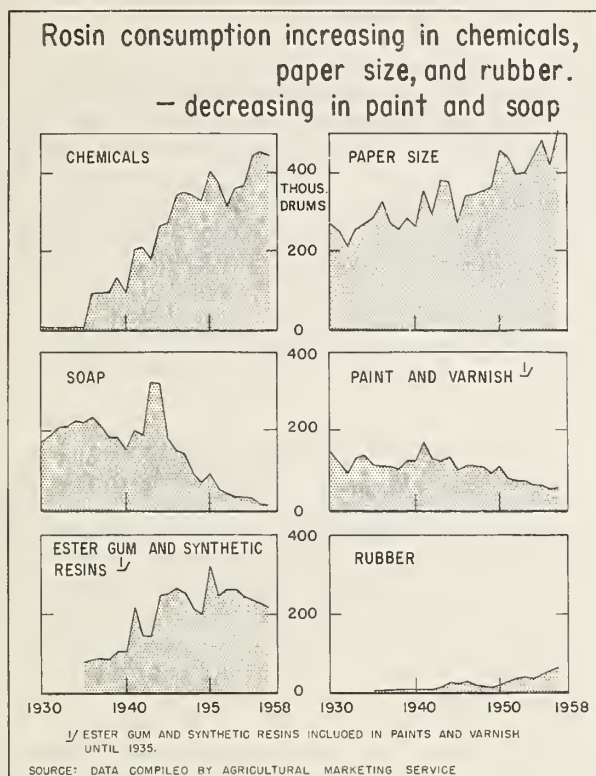 Rosin consumption increasing in chemicals,
paper size, and rubber.
– decreasing in paint and soap
CHEMICALS
400
THOUS.
DRUMS
200
0
PAPER SIZE
SOAP
400
200
0
PAINT AND VARNISH 1/
ESTER GUM AND SYNTHETIC
RESINS 1/
400
200
0
RUBBER
1930 1940 195 1958 1930 1940 1950 1958
1/ ESTER GUM AND SYNTHETIC RESINS INCLUDED IN PAINTS AND VARNISH
UNTIL 1935.
SOURCE: DATA COMPILED BY AGRICULTURAL MARKETING SERVICE